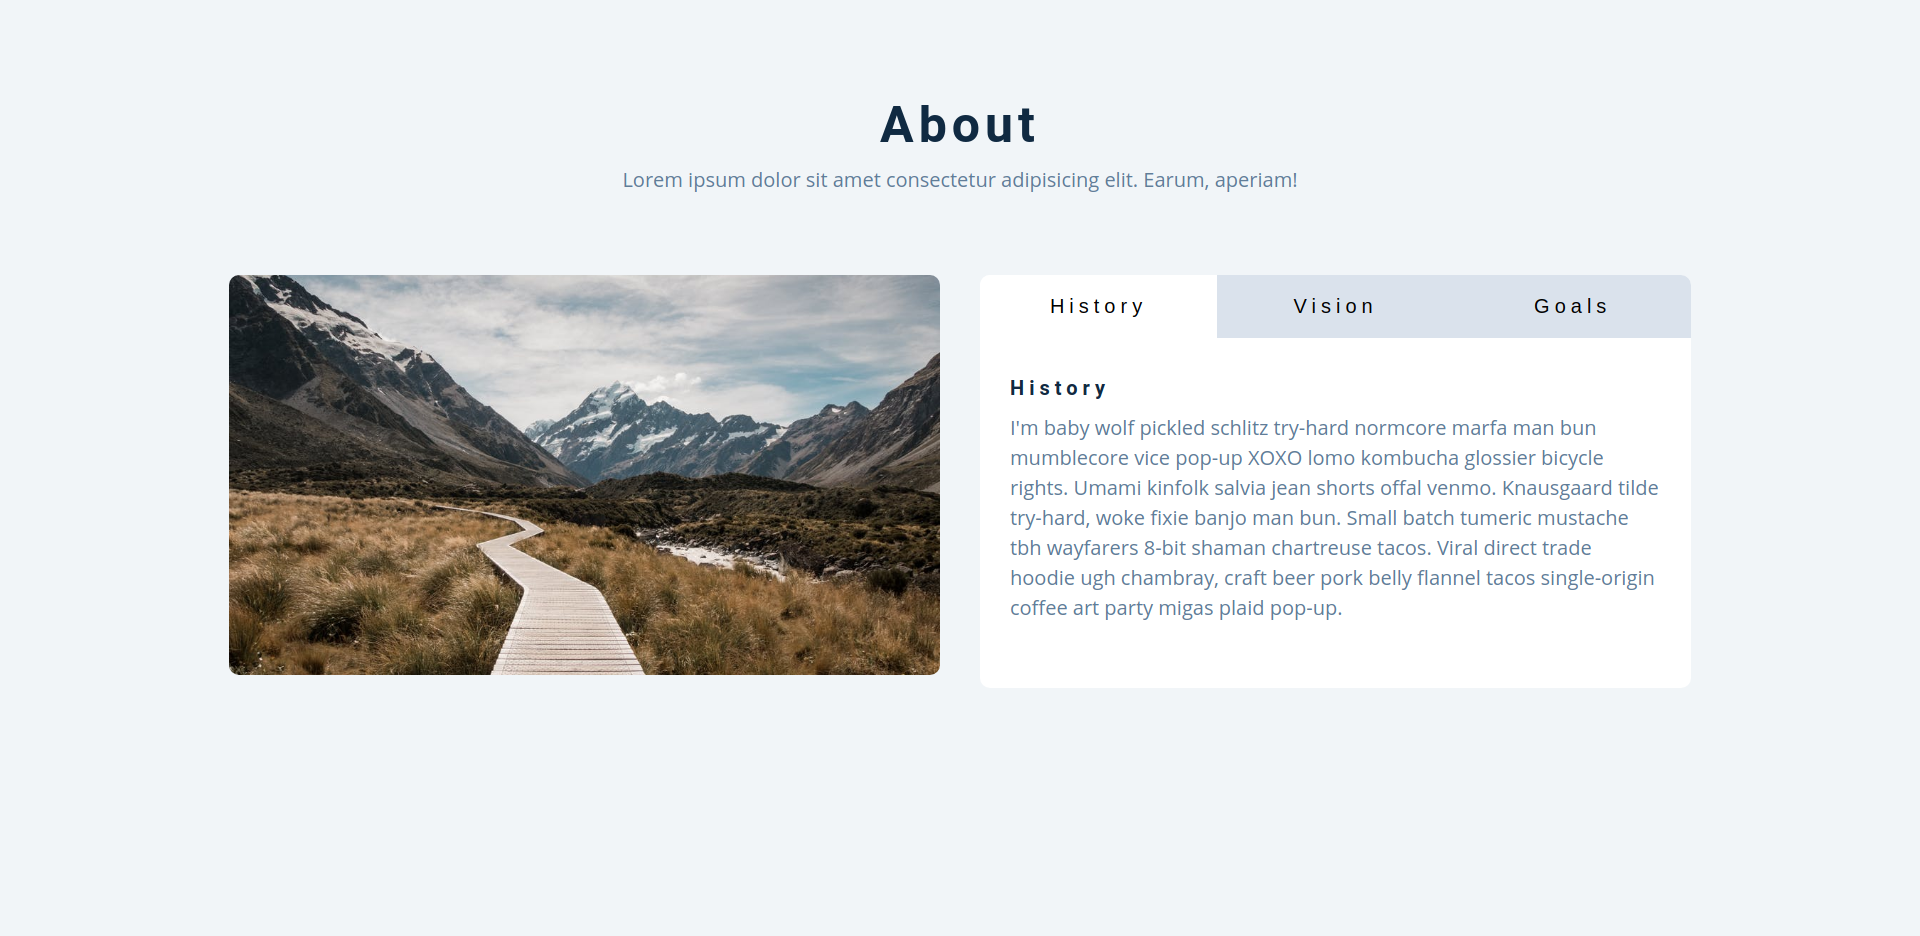 About
Lorem ipsum dolor sit amet consectetur adipisicing elit. Earum, aperiam!
History
Vision
Goals
History
I'm baby wolf pickled schlitz try-hard normcore marfa man bun
mumblecore vice pop-up XOXO lomo kombucha glossier bicycle
rights. Umami kinfolk salvia jean shorts offal venmo. Knausgaard tilde
try-hard, woke fixie banjo man bun. Small batch tumeric mustache
tbh wayfarers 8-bit shaman chartreuse tacos. Viral direct trade
hoodie ugh chambray, craft beer pork belly flannel tacos single-origin
coffee art party migas plaid pop-up.